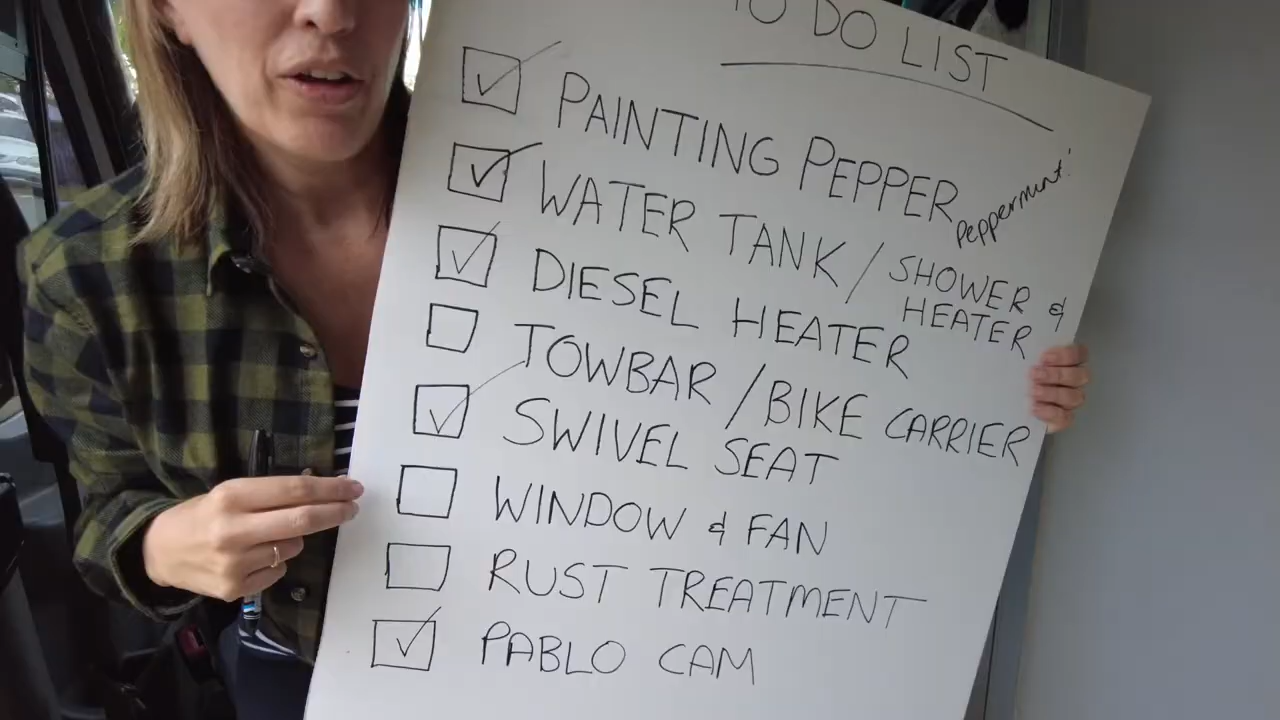 TO DO LIST
PAINTING PEPPER
peppermint!
WATER TANK / SHOWER &
HEATER
DIESEL HEATER
TOWBAR / BIKE CARRIER
SWIVEL SEAT
WINDOW & FAN
RUST TREATMENT
PABLO CAM